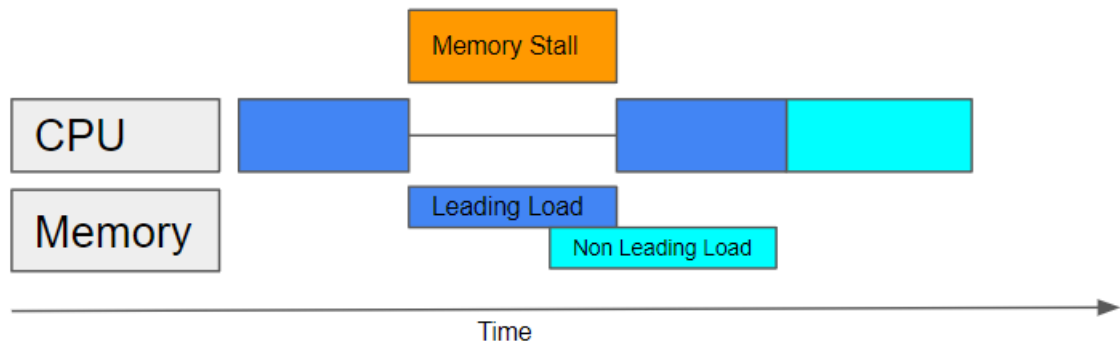 Memory Stall
CPU
Leading Load
Memory
Non Leading Load
Time